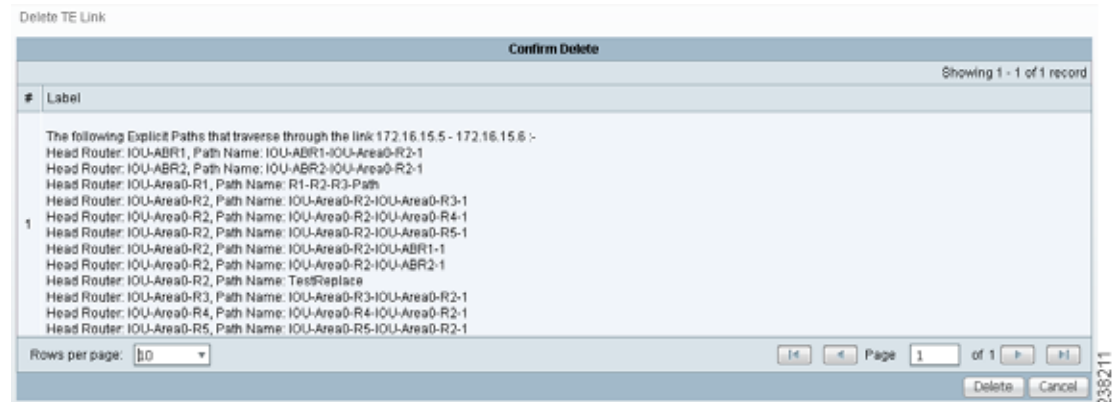 Delete TE Link
Confirm Delete
Showing 1 - 1 of 1 record
# Label
The following Explicit Paths that traverse through the link 172.16.15.5 - 172.16.15.6 :-
Head Router: IOU-ABR1, Path Name: IOU-ABR1-IOU-Area0-R2-1
Head Router: IOU-ABR2, Path Name: IOU-ABR2-IOU-Area0-R2-1
Head Router: IOU-Area0-R1, Path Name: R1-R2-R3-Path
Head Router: IOU-Area0-R2, Path Name: IOU-Area0-R2-IOU-Area0-R3-1
Head Router: IOU-Area0-R2, Path Name: IOU-Area0-R2-IOU-Area0-R4-1
1
Head Router: IOU-Area0-R2, Path Name: IOU-Area0-R2-IOU-Area0-R5-1
Head Router: IOU-Area0-R2, Path Name: IOU-Area0-R2-IOU-ABR1-1
Head Router: IOU-Area0-R2, Path Name: IOU-Area0-R2-IOU-ABR2-1
Head Router: IOU-Area0-R2, Path Name: TestReplace
Head Router: IOU-Area0-R3, Path Name: IOU-Area0-R3-IOU-Area0-R2-1
Head Router: IOU-Area0-R4, Path Name: IOU-Area0-R4-IOU-Area0-R2-1
Head Router: IOU-Area0-R5, Path Name: IOU-Area0-R5-IOU-Area0-R2-1
Rows per page: 10 Page 1 of 1
Delete Cancel
238211